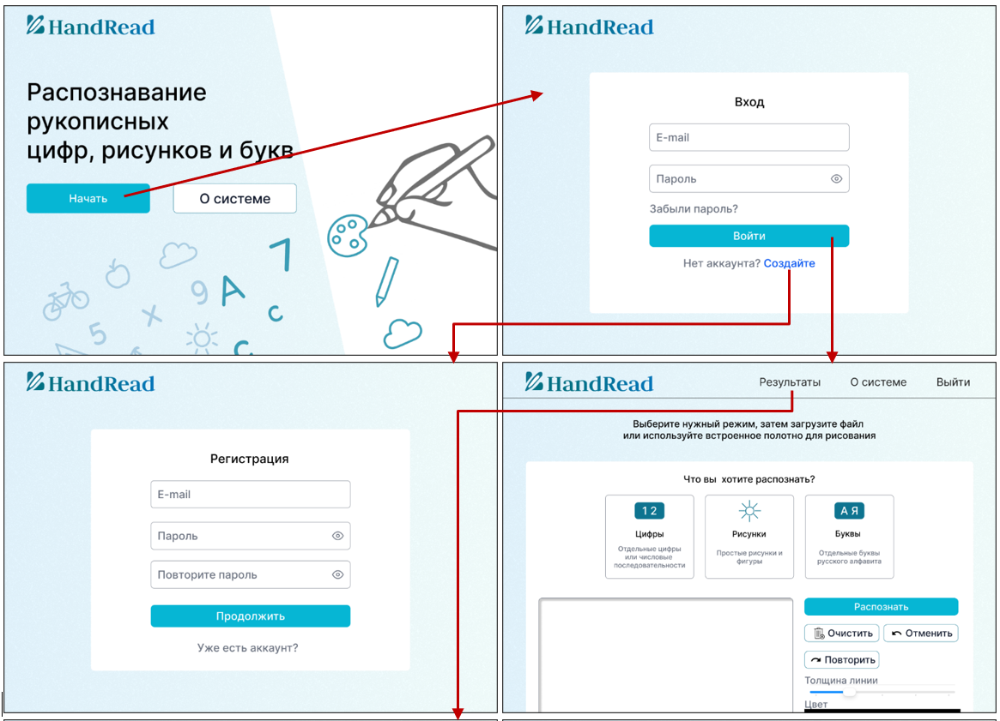 HandRead
Распознавание
рукописных
цифр, рисунков и букв
Начать
О системе
7
9
A
c
x
5
c
HandRead
Вход
E-mail
Пароль
Забыли пароль?
Войти
Нет аккаунта? Создайте
HandRead
Регистрация
E-mail
Пароль
Повторите пароль
Продолжить
Уже есть аккаунт?
HandRead
Результаты
О системе
Выйти
Выберите нужный режим, затем загрузите файл
или используйте встроенное полотно для рисования
Что вы хотите распознать?
1 2
Цифры
Отдельные цифры
или числовые
последовательности
Рисунки
Простые рисунки и
фигуры
А Я
Буквы
Отдельные буквы
русского алфавита
Распознать
Очистить
Отменить
Повторить
Толщина линии
Цвет